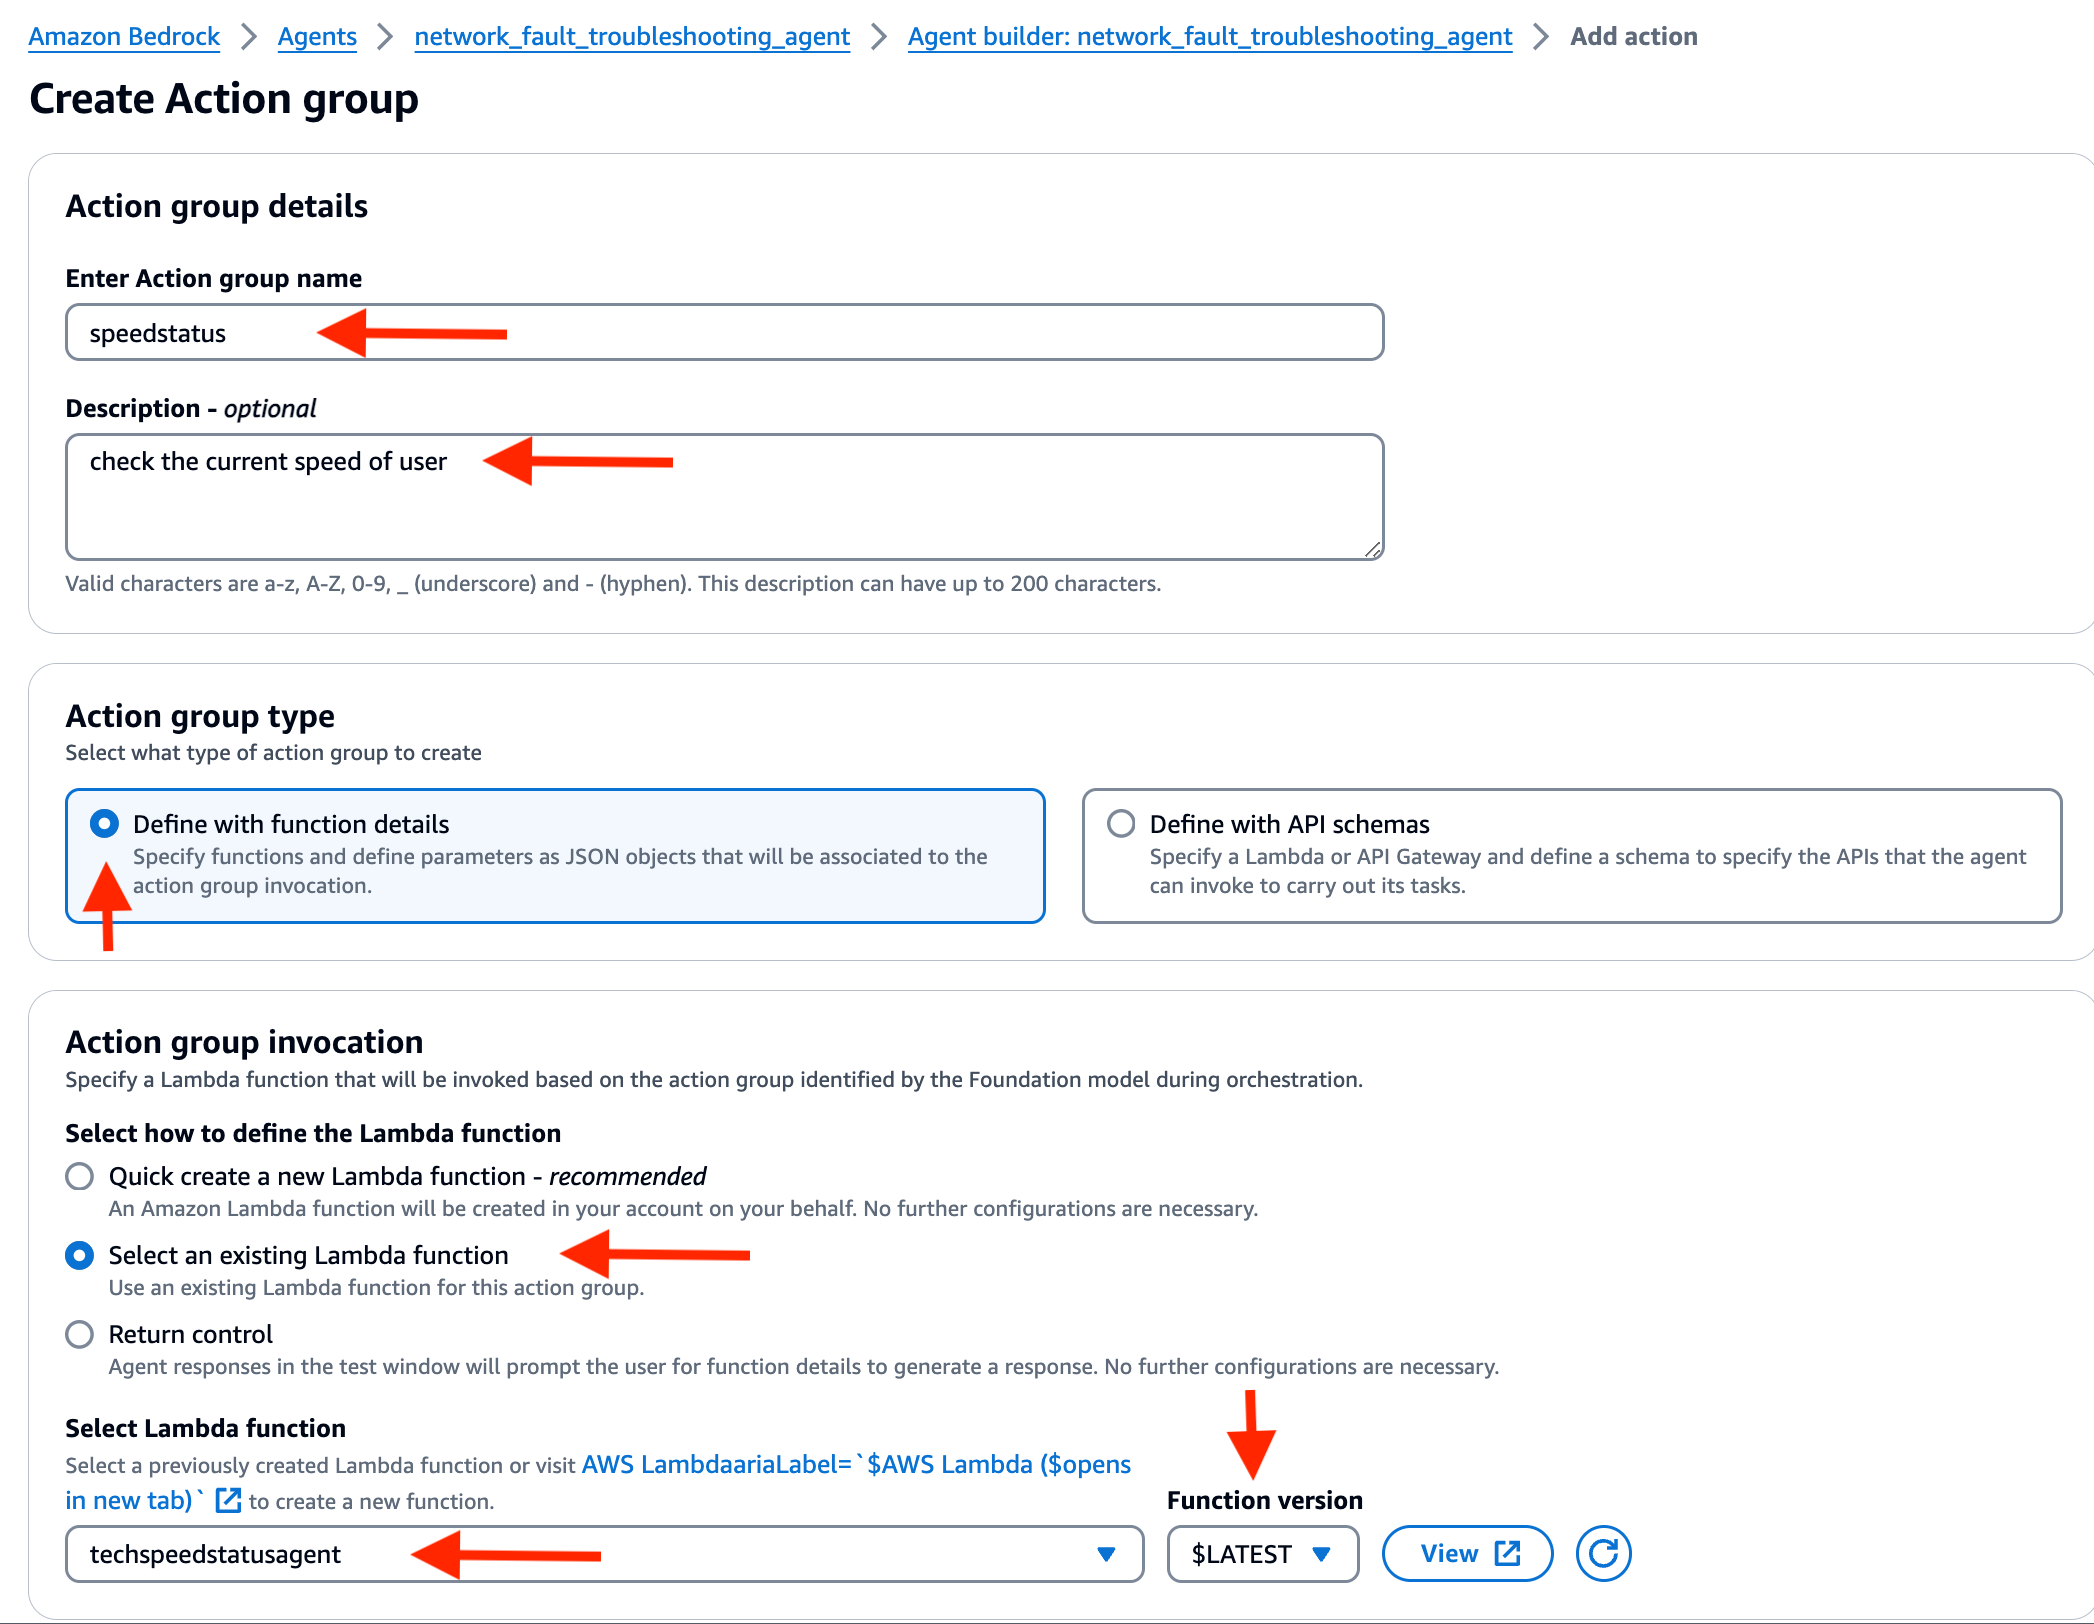 Amazon Bedrock > Agents > network_fault_troubleshooting_agent > Agent builder: network_fault_troubleshooting_agent > Add action
Create Action group
Action group details
Enter Action group name
speedstatus
Description - optional
check the current speed of user
Valid characters are a-z, A-Z, 0-9, _ (underscore) and - (hyphen). This description can have up to 200 characters.
Action group type
Select what type of action group to create
Define with function details
Specify functions and define parameters as JSON objects that will be associated to the
action group invocation.
Define with API schemas
Specify a Lambda or API Gateway and define a schema to specify the APIs that the agent
can invoke to carry out its tasks.
Action group invocation
Specify a Lambda function that will be invoked based on the action group identified by the Foundation model during orchestration.
Select how to define the Lambda function
Quick create a new Lambda function - recommended
An Amazon Lambda function will be created in your account on your behalf. No further configurations are necessary.
Select an existing Lambda function
Use an existing Lambda function for this action group.
Return control
Agent responses in the test window will prompt the user for function details to generate a response. No further configurations are necessary.
Select Lambda function
Select a previously created Lambda function or visit AWS LambdaariaLabel=`$AWS Lambda ($opens
in new tab)` to create a new function.
techspeedstatusagent
Function version
$LATEST
View